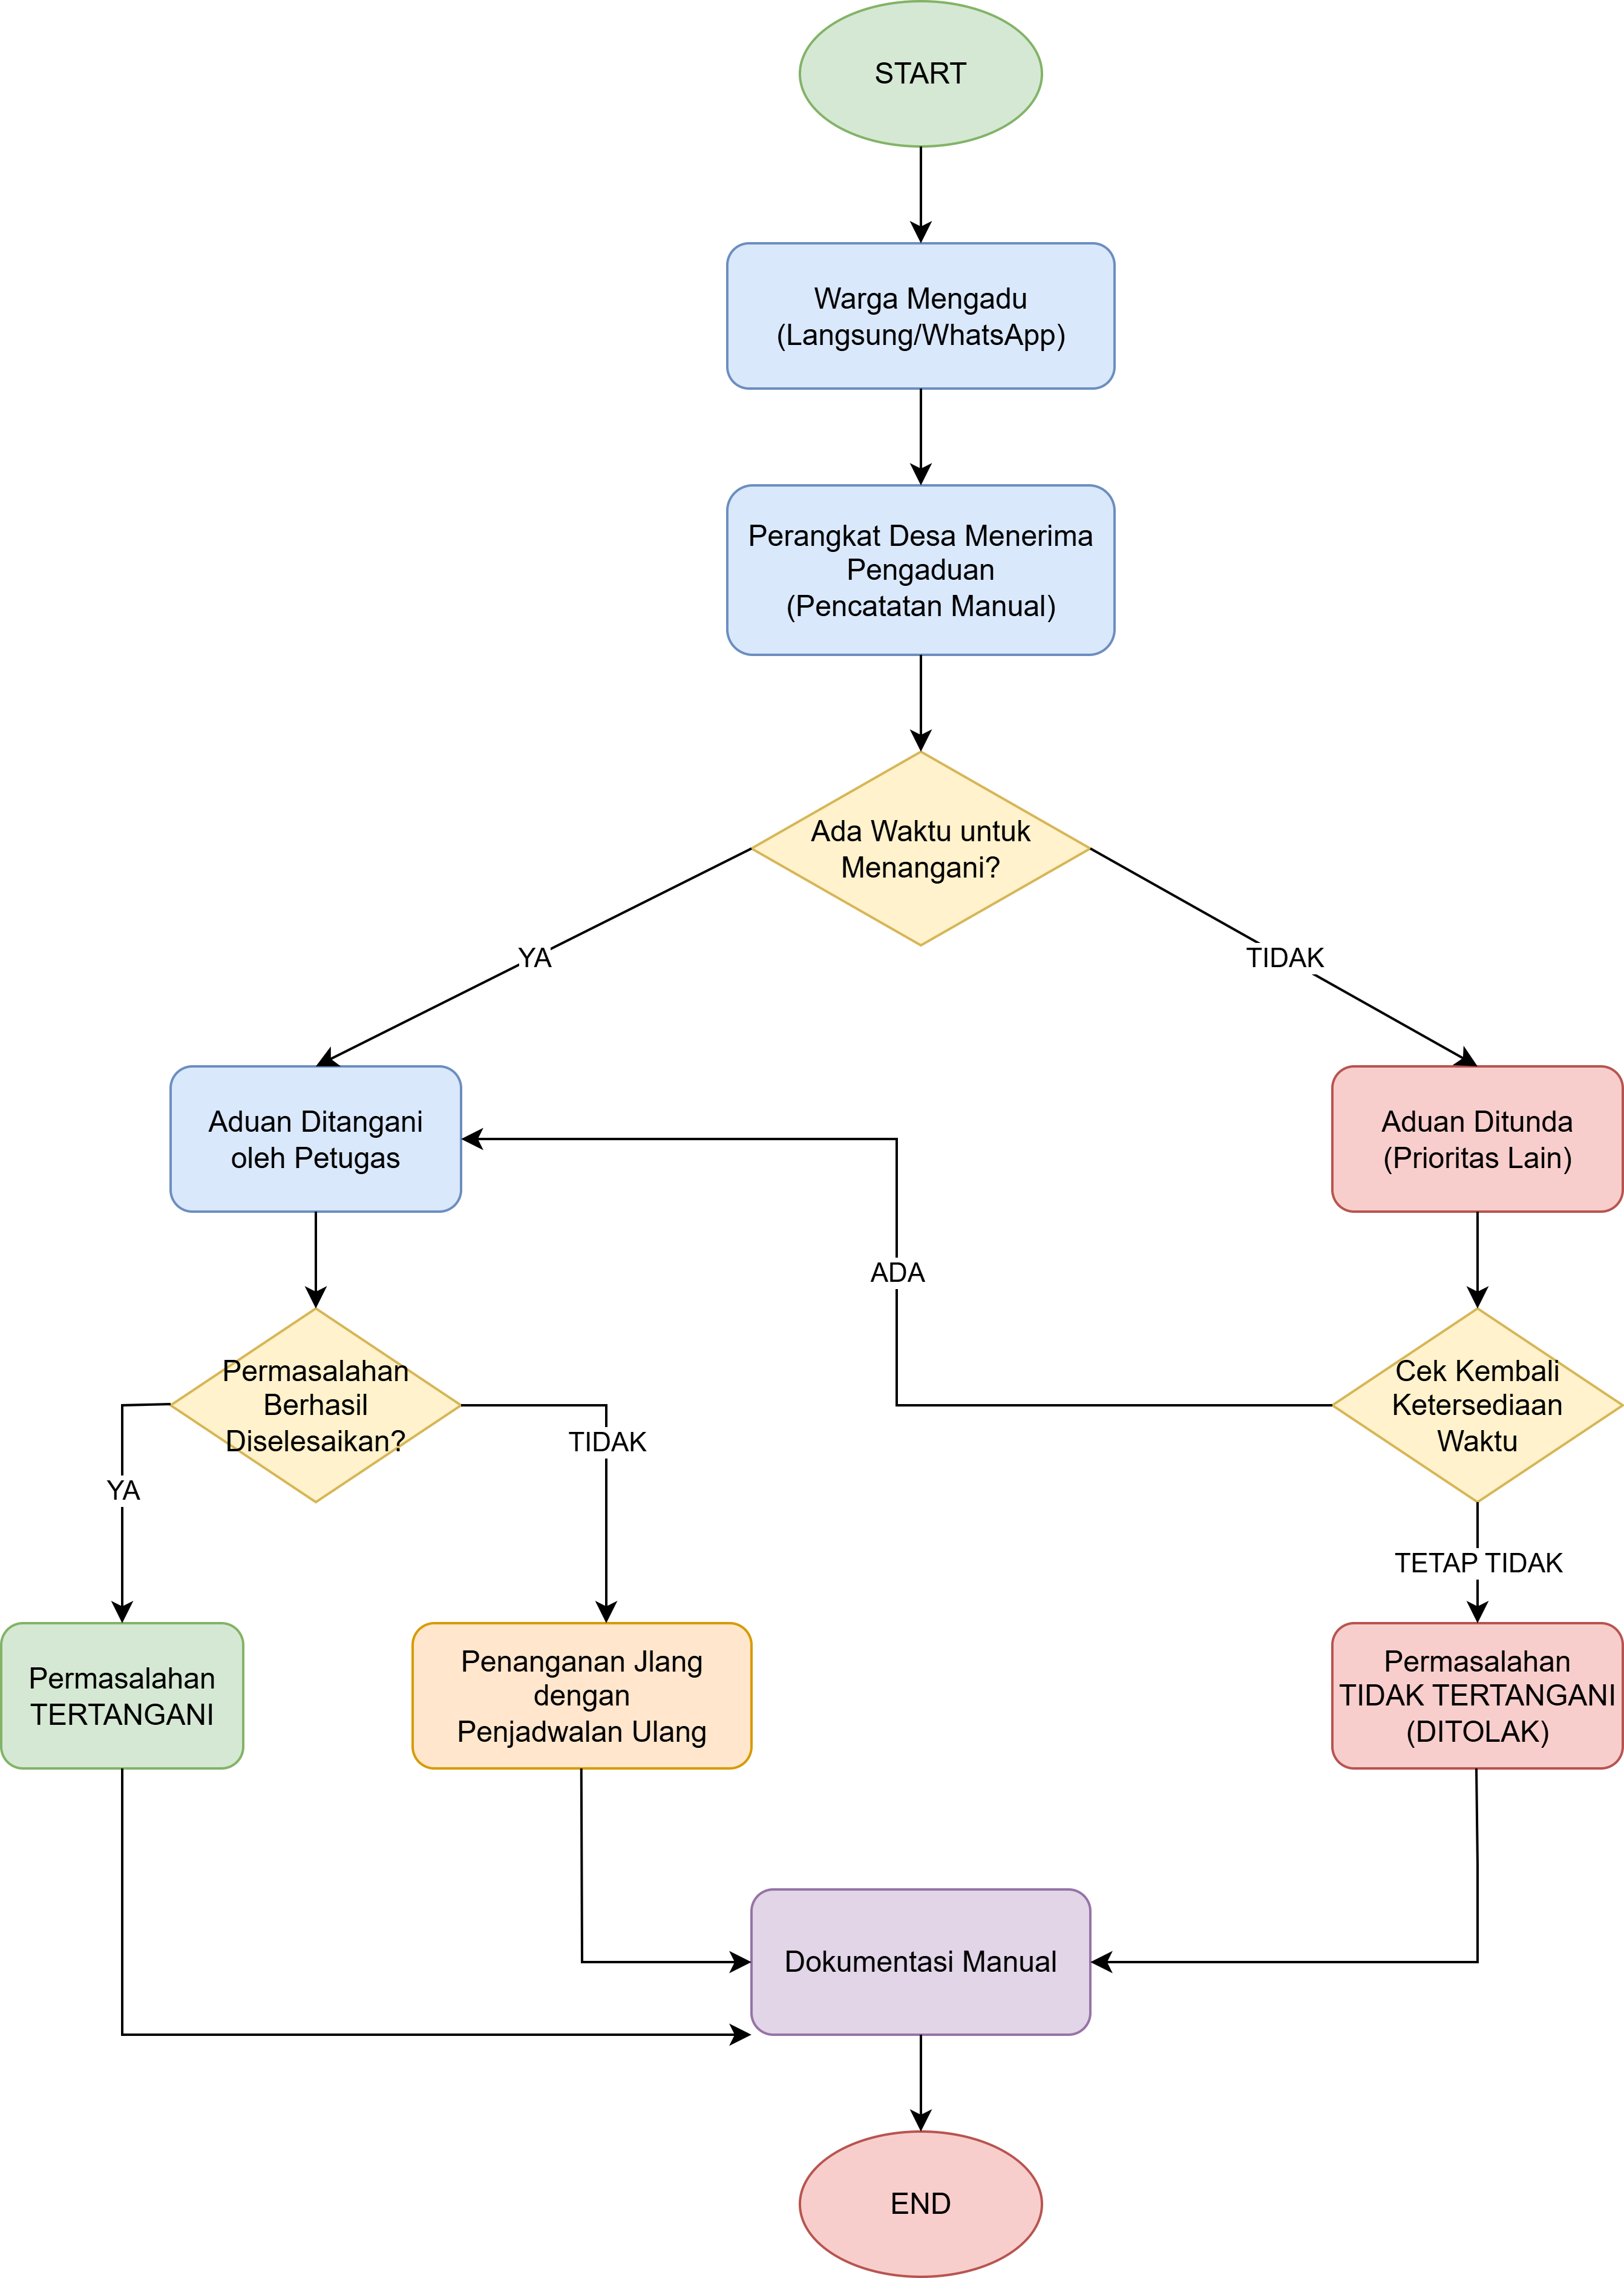 START
Warga Mengadu
(Langsung/WhatsApp)
Perangkat Desa Menerima
Pengaduan
(Pencatatan Manual)
Ada Waktu untuk
Menangani?
YA
TIDAK
Aduan Ditangani
oleh Petugas
Aduan Ditunda
(Prioritas Lain)
ADA
Permasalahan
Berhasil
Diselesaikan?
Cek Kembali
Ketersediaan
Waktu
TIDAK
YA
TETAP TIDAK
Permasalahan
TERTANGANI
Penanganan Jlang
dengan
Penjadwalan Ulang
Permasalahan
TIDAK TERTANGANI
(DITOLAK)
Dokumentasi Manual
END